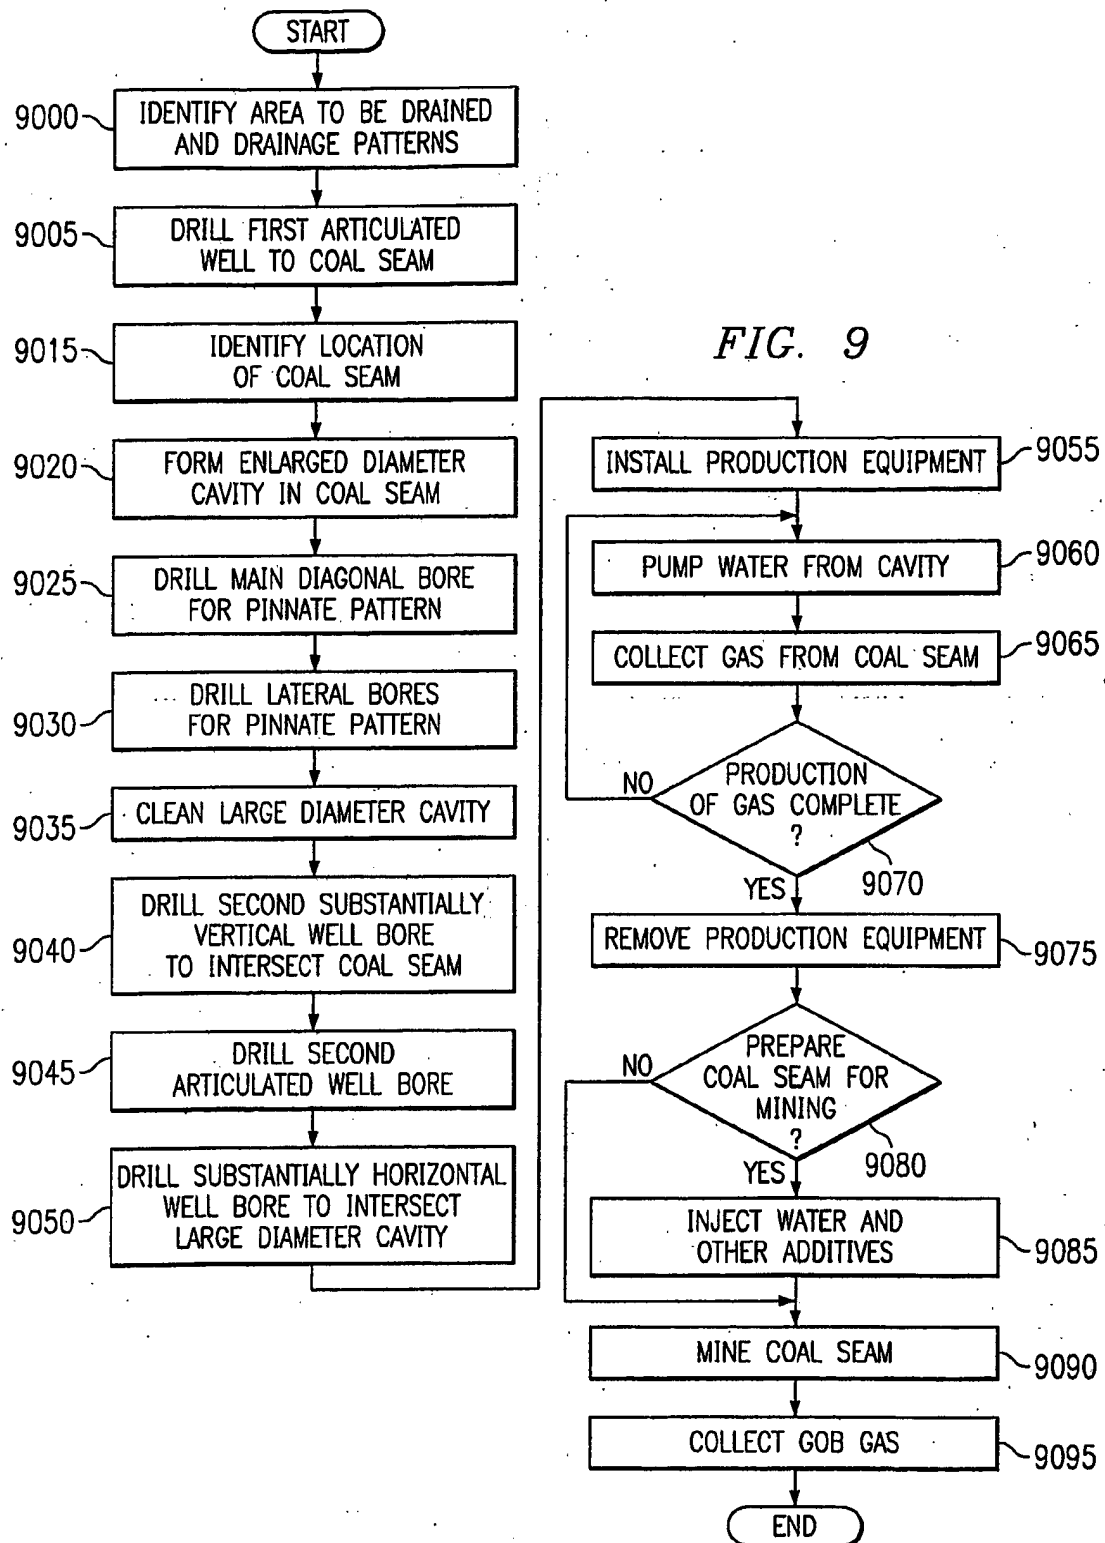 START
9000
IDENTIFY AREA TO BE DRAINED
AND DRAINAGE PATTERNS
9005
DRILL FIRST ARTICULATED
WELL TO COAL SEAM
9015
IDENTIFY LOCATION
OF COAL SEAM
9020
FORM ENLARGED DIAMETER
CAVITY IN COAL SEAM
9025
DRILL MAIN DIAGONAL BORE
FOR PINNATE PATTERN
9030
DRILL LATERAL BORES
FOR PINNATE PATTERN
9035
CLEAN LARGE DIAMETER CAVITY
9040
DRILL SECOND SUBSTANTIALLY
VERTICAL WELL BORE
TO INTERSECT COAL SEAM
9045
DRILL SECOND
ARTICULATED WELL BORE
9050
DRILL SUBSTANTIALLY HORIZONTAL
WELL BORE TO INTERSECT
LARGE DIAMETER CAVITY
FIG. 9
INSTALL PRODUCTION EQUIPMENT
9055
PUMP WATER FROM CAVITY
9060
COLLECT GAS FROM COAL SEAM
9065
NO
PRODUCTION
OF GAS COMPLETE
?
9070
YES
REMOVE PRODUCTION EQUIPMENT
9075
NO
PREPARE
COAL SEAM FOR
MINING
?
9080
YES
INJECT WATER AND
OTHER ADDITIVES
9085
MINE COAL SEAM
9090
COLLECT GOB GAS
9095
END